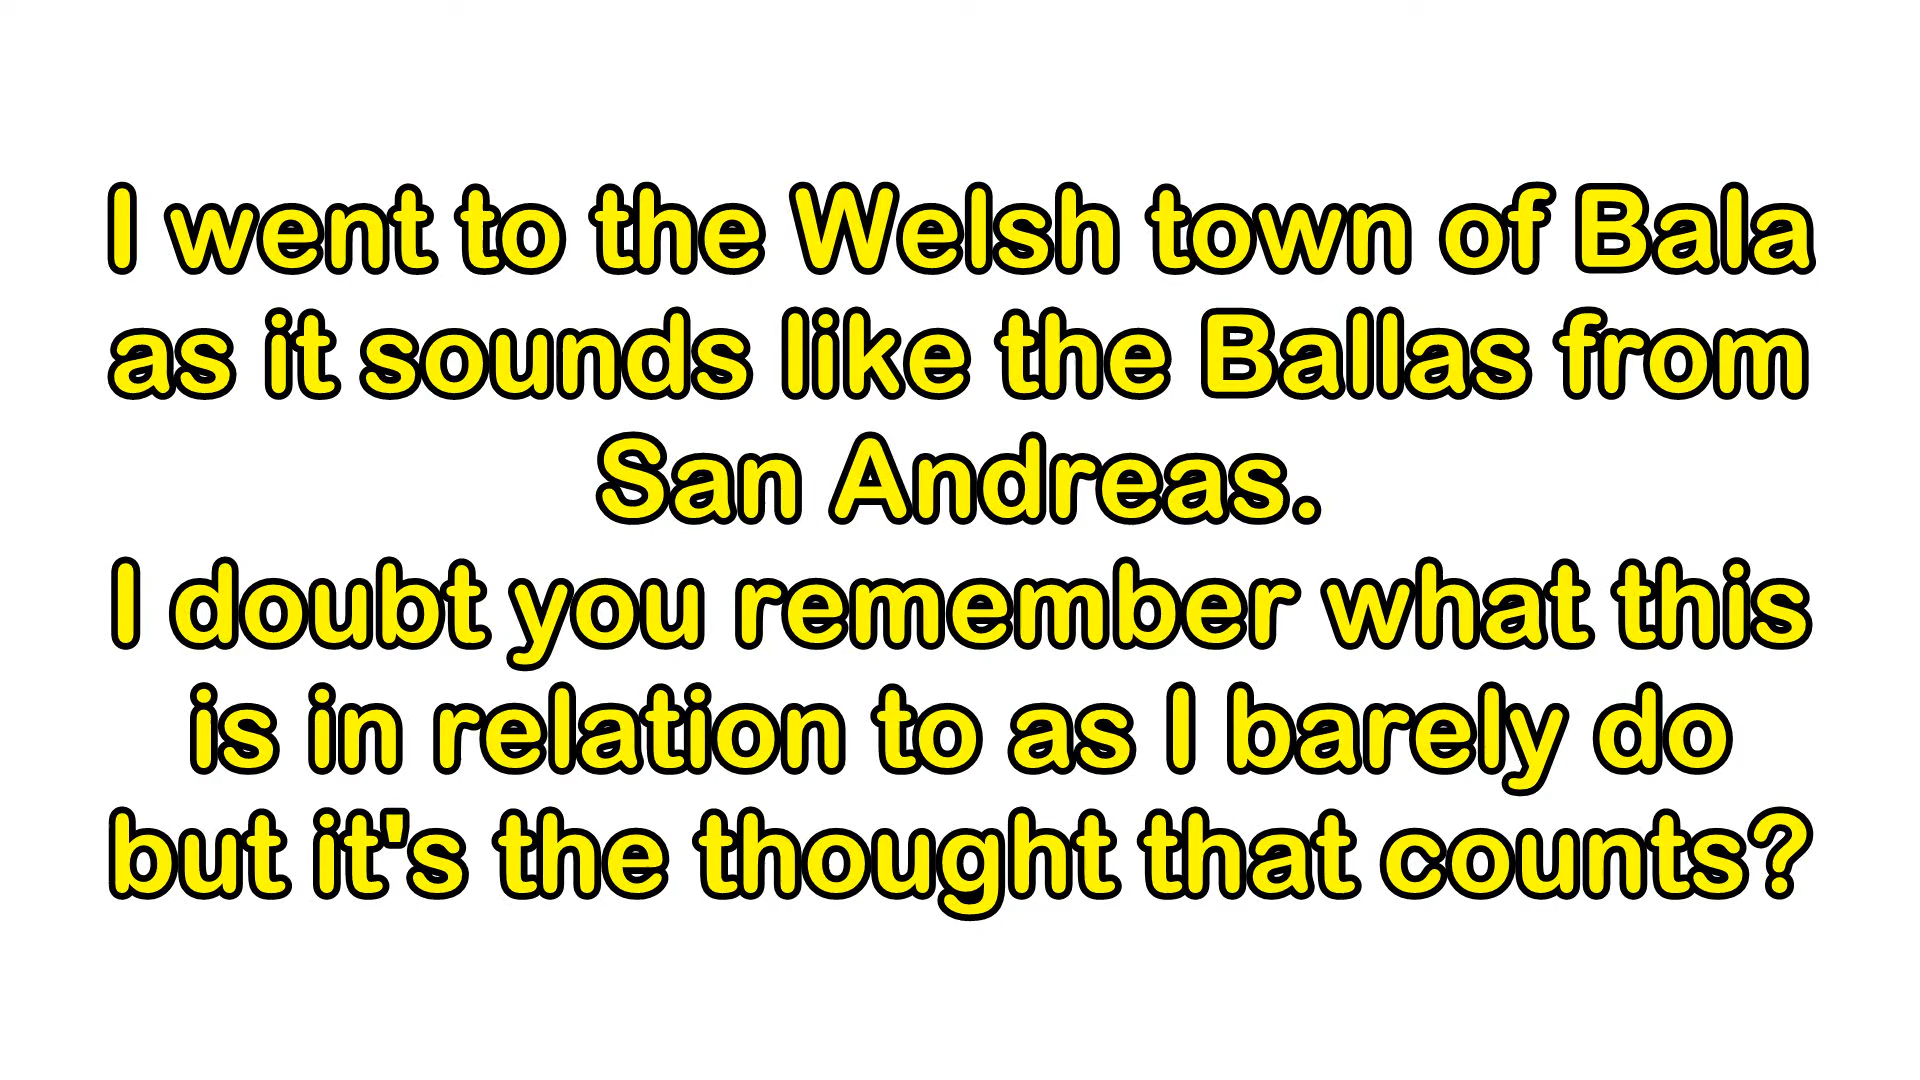 I went to the Welsh town of Bala
as it sounds like the Ballas from
San Andreas.
I doubt you remember what this
is in relation to as I barely do
but it's the thought that counts?